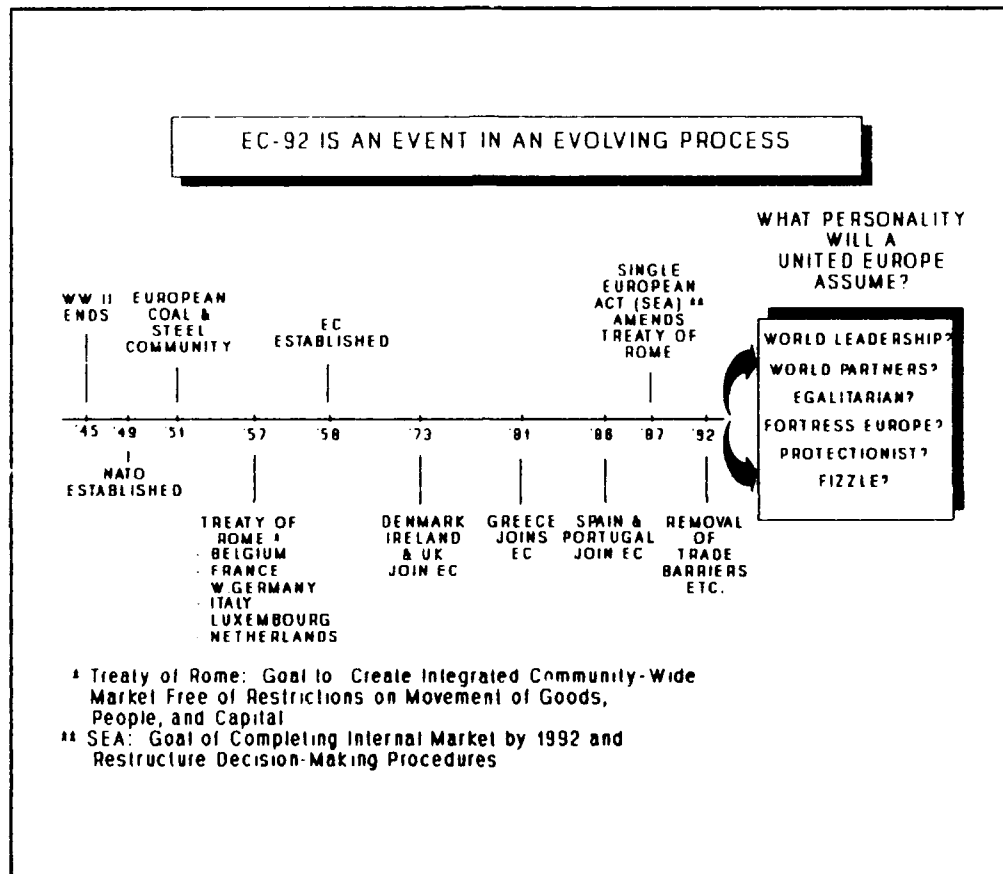 EC-92 IS AN EVENT IN AN EVOLVING PROCESS
WHAT PERSONALITY
WILL A
UNITED EUROPE
ASSUME?
WW II
ENDS
EUROPEAN
COAL &
STEEL
COMMUNITY
EC
ESTABLISHED
SINGLE
EUROPEAN
ACT (SEA) **
AMENDS
TREATY OF
ROME
WORLD LEADERSHIP?
WORLD PARTNERS?
EGALITARIAN?
FORTRESS EUROPE?
PROTECTIONIST?
FIZZLE?
'45 '49 '51 '57 '58 '73 '81 '86 '87 '92
NATO
ESTABLISHED
TREATY OF
ROME *
· BELGIUM
· FRANCE
W.GERMANY
· ITALY
LUXEMBOURG
· NETHERLANDS
DENMARK
IRELAND
& UK
JOIN EC
GREECE
JOINS
EC
SPAIN &
PORTUGAL
JOIN EC
REMOVAL
OF
TRADE
BARRIERS
ETC.
* Treaty of Rome: Goal to Create Integrated Community-Wide
Market Free of Restrictions on Movement of Goods,
People, and Capital
** SEA: Goal of Completing Internal Market by 1992 and
Restructure Decision-Making Procedures